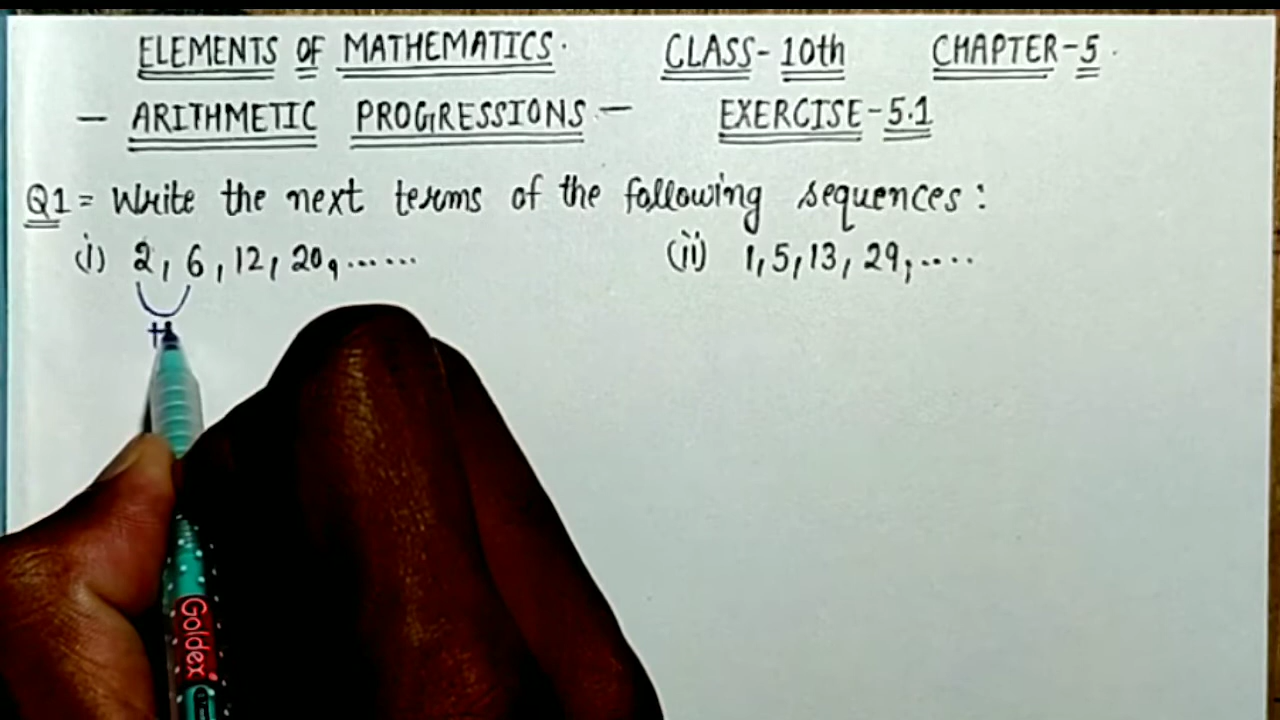 ELEMENTS OF MATHEMATICS. CLASS-10th CHAPTER-5.
— ARITHMETIC PROGRESSIONS — EXERCISE-5.1
Q1= Write the next terms of the following sequences:
(i) 2, 6, 12, 20, ...... (ii) 1, 5, 13, 29, ....
+
Goldex